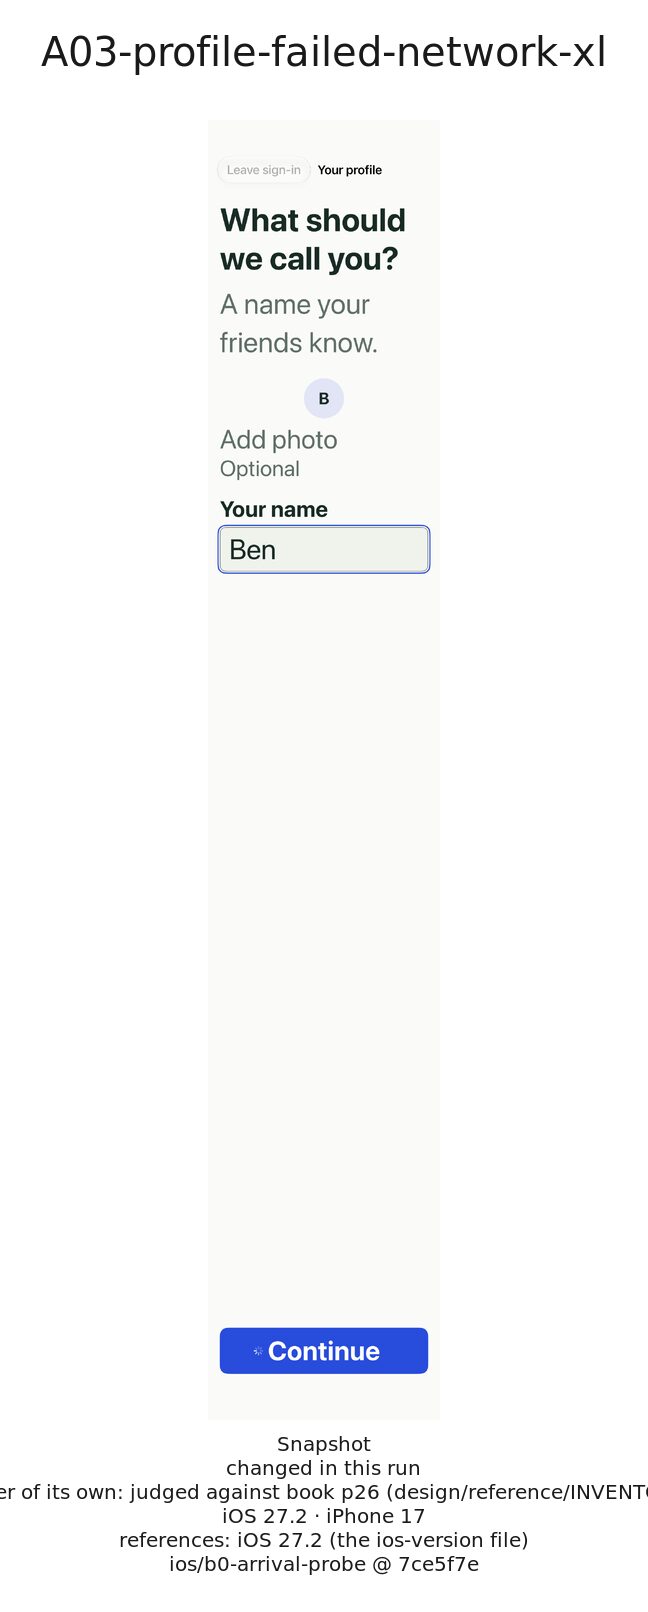 A03-profile-failed-network-xl
Leave sign-in Your profile
What should
we call you?
A name your
friends know.
B
Add photo
Optional
Your name
Ben
Continue
Snapshot
changed in this run
of its own: judged against book p26 (design/reference/
iOS 27.2 · iPhone 17
references: iOS 27.2 (the ios-version file)
ios/b0-arrival-probe @ 7ce5f7e